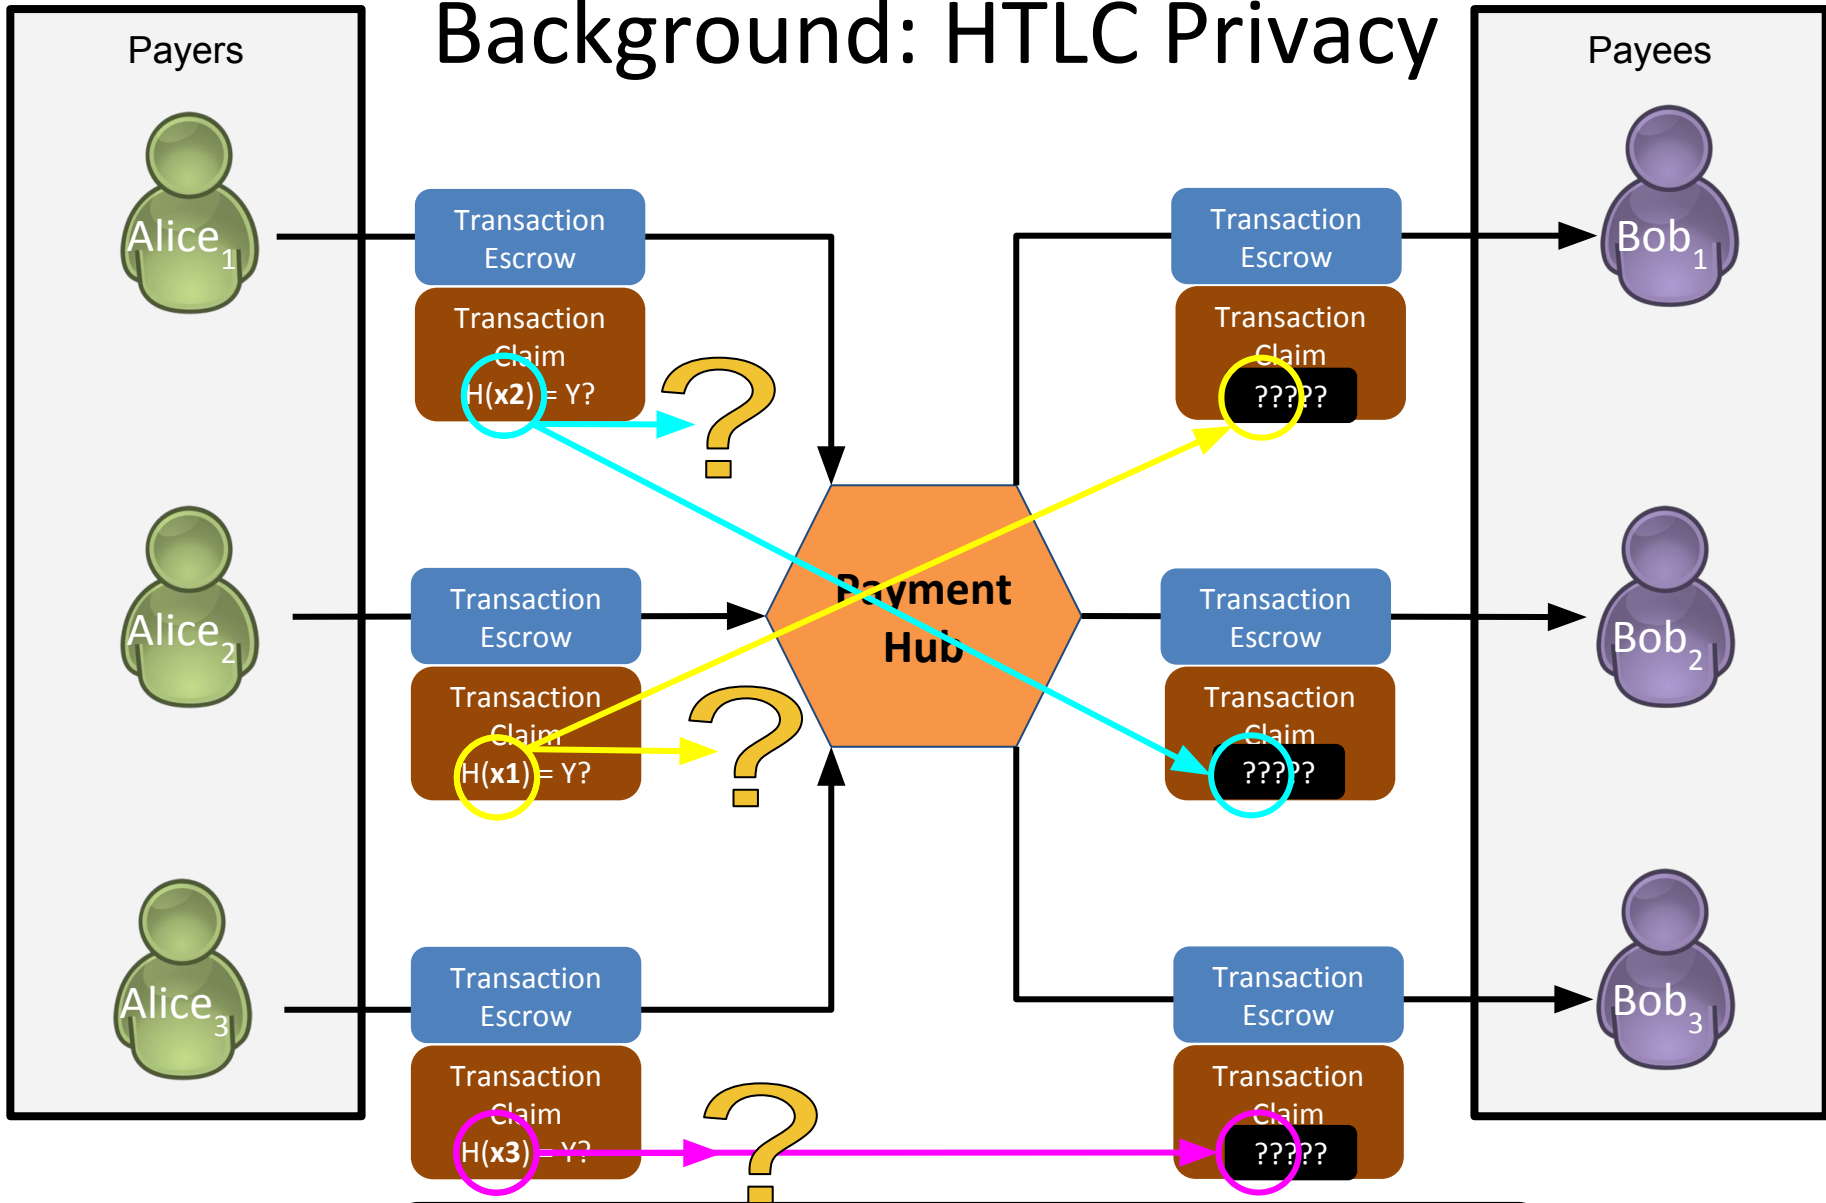 Background: HTLC Privacy
Payers
Payees
Alice1
Transaction
Escrow
Transaction
Claim
H(x2) = Y?
Transaction
Escrow
Transaction
Claim
?????
Bob1
?
Alice2
Transaction
Escrow
Transaction
Claim
H(x1) = Y?
Payment
Hub
Transaction
Escrow
Transaction
Claim
?????
Bob2
?
Alice3
Transaction
Escrow
Transaction
Claim
H(x3) = Y?
Transaction
Escrow
Transaction
Claim
?????
Bob3
?